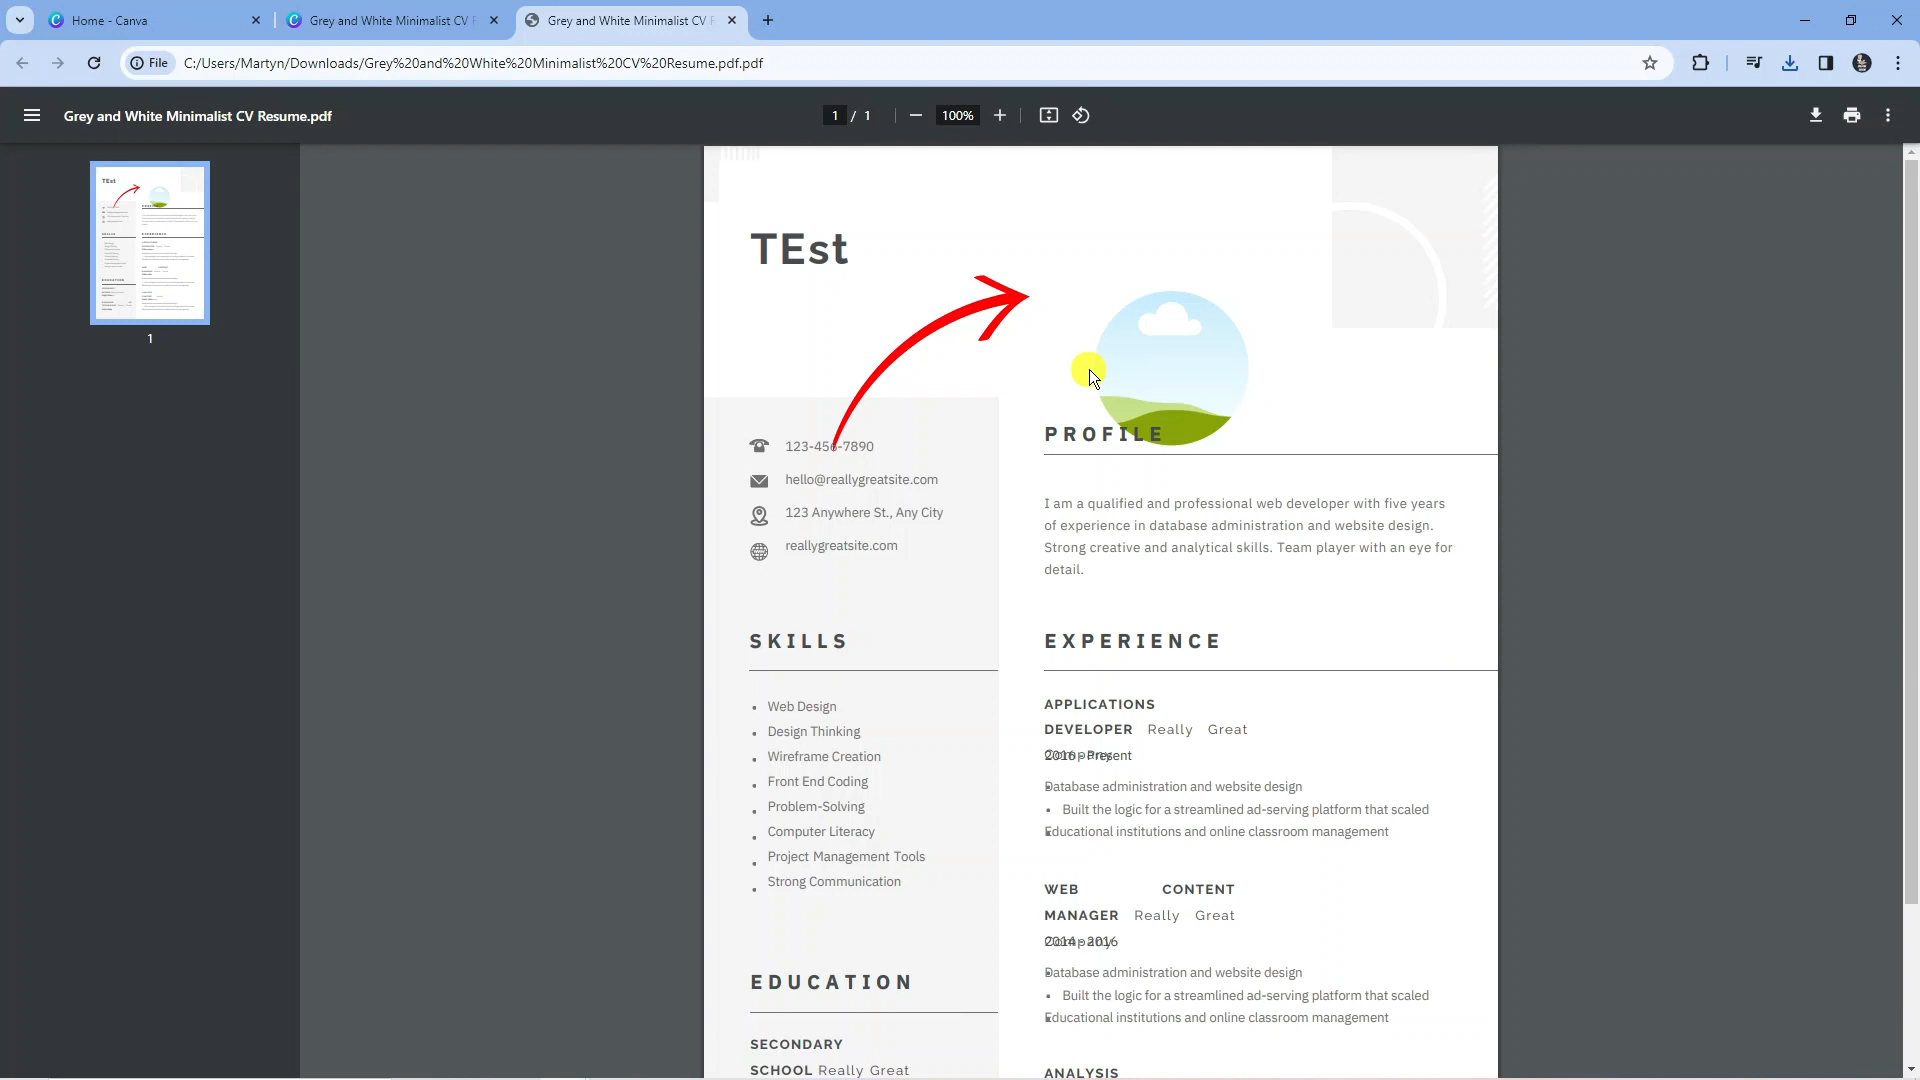 Home - Canva
Grey and White Minimalist CV
Grey and White Minimalist CV
File
C:/Users/Martyn/Downloads/Grey%20and%20White%20Minimalist%20CV%20Resume.pdf.pdf
Grey and White Minimalist CV Resume.pdf
1 / 1
100%
1
TEst
123-456-7890
hello@reallygreatsite.com
123 Anywhere St., Any City
reallygreatsite.com
SKILLS
Web Design
Design Thinking
Wireframe Creation
Front End Coding
Problem-Solving
Computer Literacy
Project Management Tools
Strong Communication
EDUCATION
SECONDARY
SCHOOL Really Great
PROFILE
I am a qualified and professional web developer with five years
of experience in database administration and website design.
Strong creative and analytical skills. Team player with an eye for
detail.
EXPERIENCE
APPLICATIONS
DEVELOPER Really Great
Company
2016 - Present
Database administration and website design
• Built the logic for a streamlined ad-serving platform that scaled
Educational institutions and online classroom management
WEB CONTENT
MANAGER Really Great
Company
2014 - 2016
Database administration and website design
• Built the logic for a streamlined ad-serving platform that scaled
Educational institutions and online classroom management
ANALYSIS